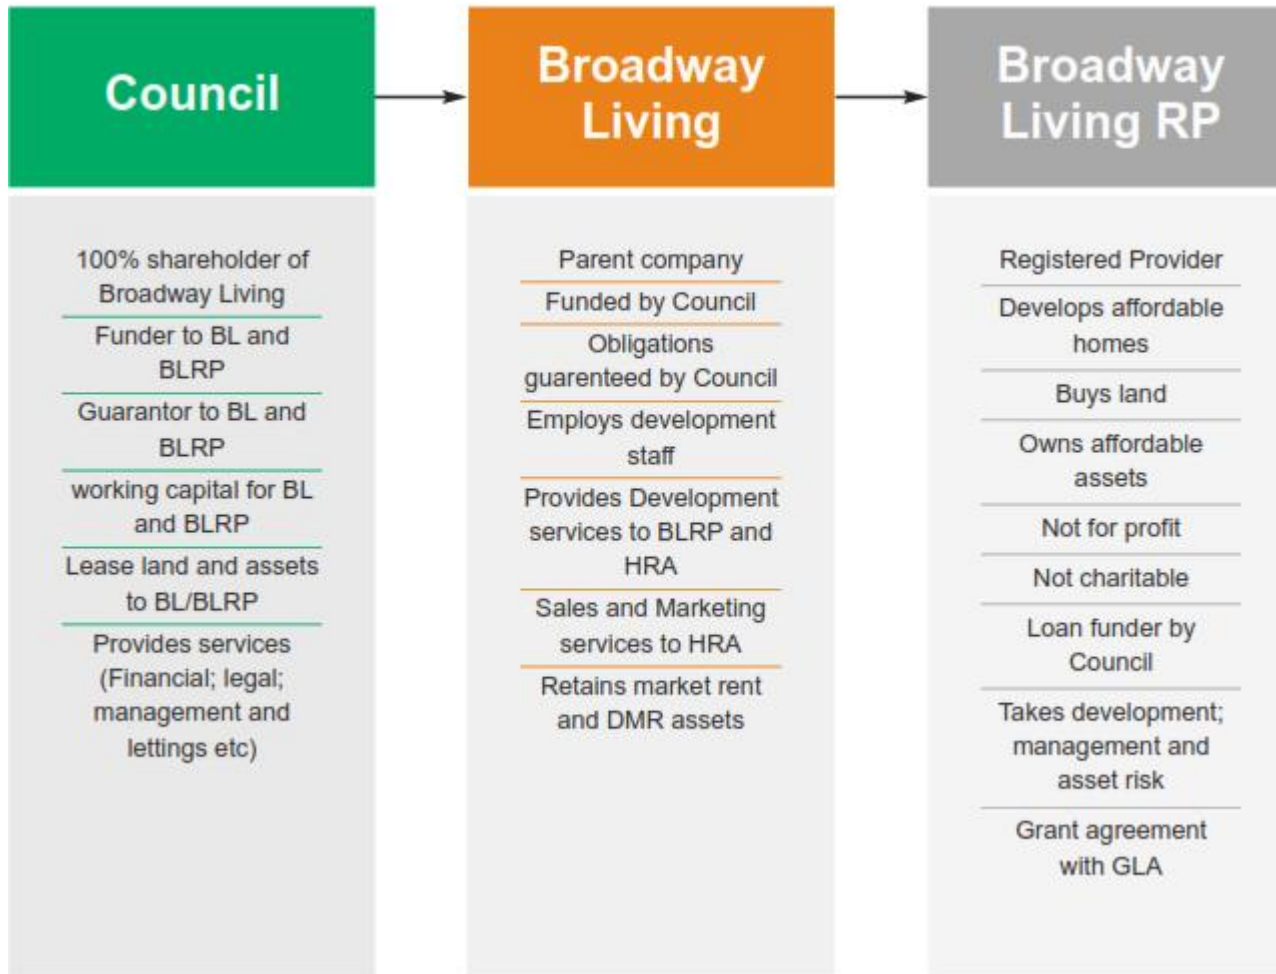 Council
100% shareholder of
Broadway Living
Funder to BL and
BLRP
Guarantor to BL and
BLRP
working capital for BL
and BLRP
Lease land and assets
to BL/BLRP
Provides services
(Financial; legal;
management and
lettings etc)
Broadway
Living
Parent company
Funded by Council
Obligations
guarenteed by Council
Employs development
staff
Provides Development
services to BLRP and
HRA
Sales and Marketing
services to HRA
Retains market rent
and DMR assets
Broadway
Living RP
Registered Provider
Develops affordable
homes
Buys land
Owns affordable
assets
Not for profit
Not charitable
Loan funder by
Council
Takes development;
management and
asset risk
Grant agreement
with GLA